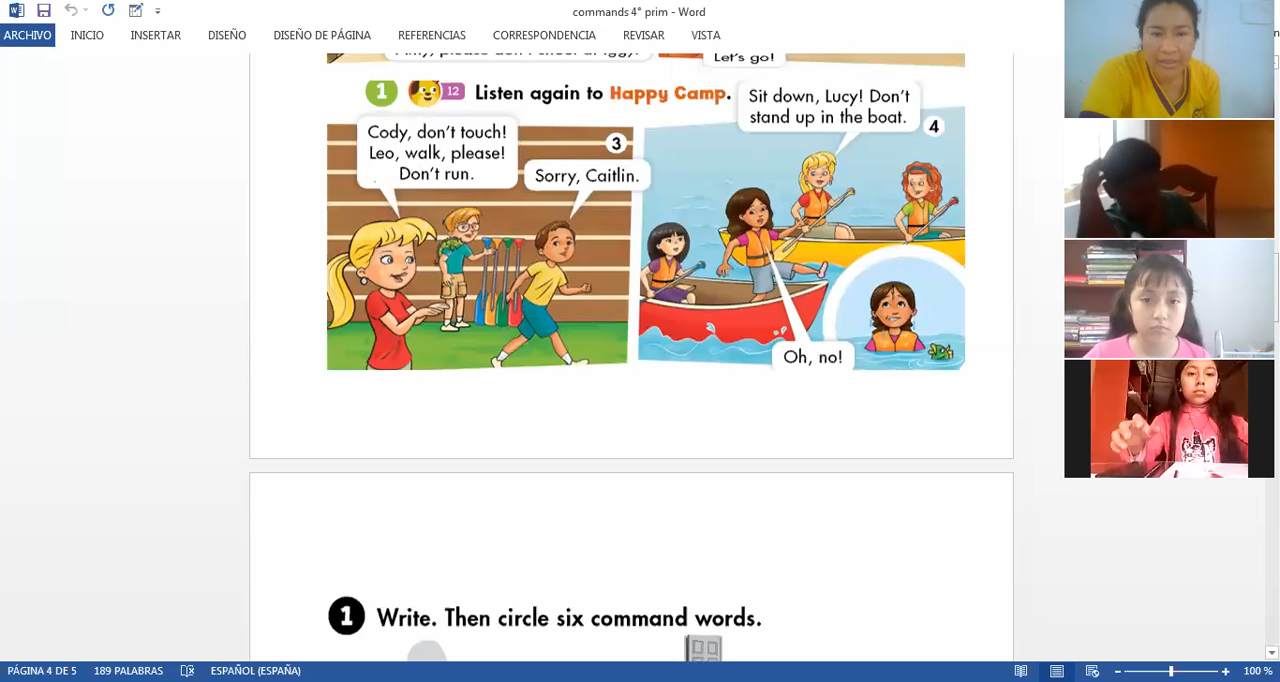 commands 4° prim - Word
ARCHIVO INICIO INSERTAR DISEÑO DISEÑO DE PÁGINA REFERENCIAS CORRESPONDENCIA REVISAR VISTA
Let's go!
1 12 Listen again to Happy Camp.
Cody, don't touch!
Leo, walk, please!
Don't run.
3
Sorry, Caitlin.
Sit down, Lucy! Don't
stand up in the boat.
4
Oh, no!
1 Write. Then circle six command words.
PÁGINA 4 DE 5 189 PALABRAS ESPAÑOL (ESPAÑA) 100 %